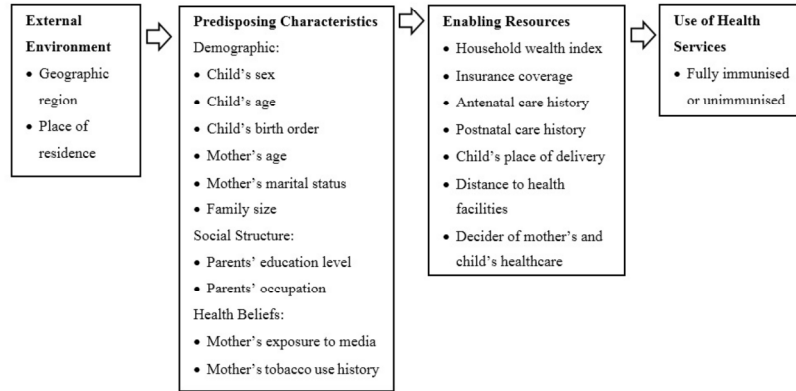 External
Environment
• Geographic
region
• Place of
residence
Predisposing Characteristics
Demographic:
• Child's sex
• Child's age
• Child's birth order
• Mother's age
• Mother's marital status
• Family size
Social Structure:
• Parents' education level
• Parents' occupation
Health Beliefs:
• Mother's exposure to media
• Mother's tobacco use history
Enabling Resources
• Household wealth index
• Insurance coverage
• Antenatal care history
• Postnatal care history
• Child's place of delivery
• Distance to health
facilities
• Decider of mother's and
child's healthcare
Use of Health
Services
• Fully immunised
or unimmunised